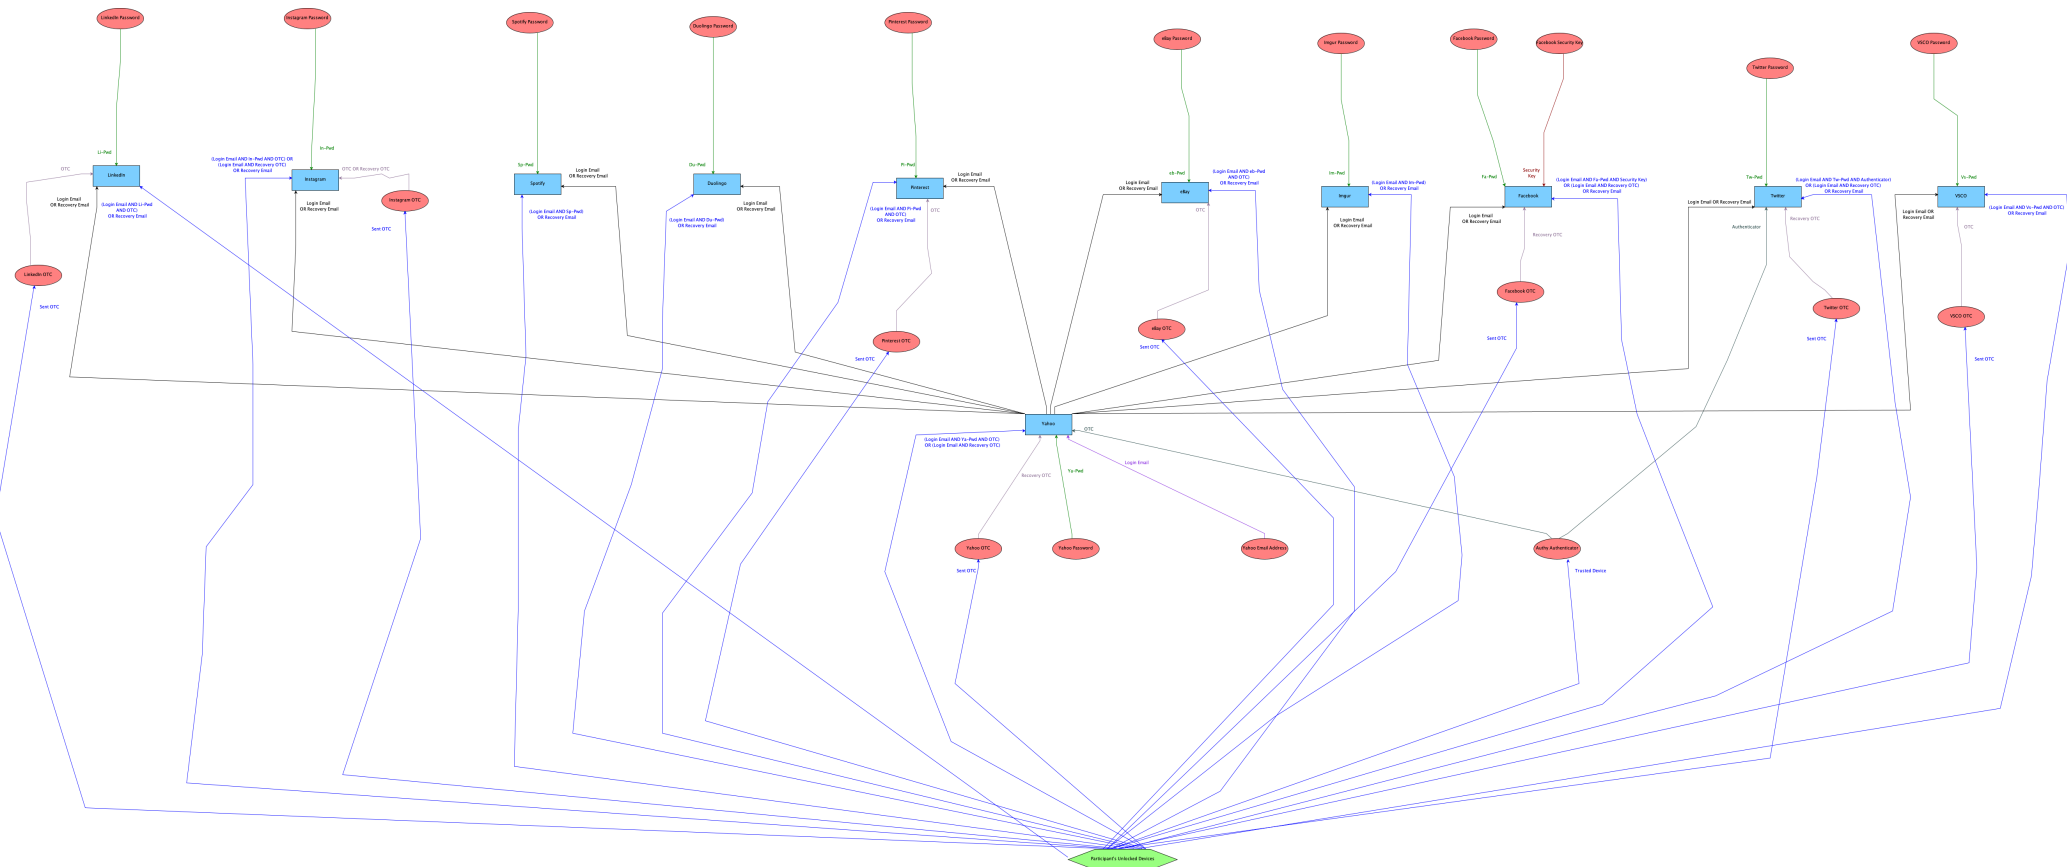 LinkedIn Password
Instagram Password
Spotify Password
Duolingo Password
Pinterest Password
eBay Password
Imgur Password
Facebook Password
Facebook Security Key
Twitter Password
VSCO Password
Li-Pwd
In-Pwd
Sp-Pwd
Du-Pwd
Pi-Pwd
eb-Pwd
Im-Pwd
Fa-Pwd
Security
Key
Tw-Pwd
Vs-Pwd
OTC
LinkedIn
Login Email
OR Recovery Email
(Login Email AND Li-Pwd
AND OTC)
OR Recovery Email
(Login Email AND In-Pwd AND OTC) OR
(Login Email AND Recovery OTC)
OR Recovery Email
Instagram
OTC OR Recovery OTC
Login Email
OR Recovery Email
Instagram OTC
Sent OTC
Spotify
Login Email
OR Recovery Email
(Login Email AND Sp-Pwd)
OR Recovery Email
Duolingo
(Login Email AND Du-Pwd)
OR Recovery Email
Login Email
OR Recovery Email
Pinterest
Login Email
OR Recovery Email
(Login Email AND Pi-Pwd
AND OTC)
OR Recovery Email
OTC
Login Email
OR Recovery Email
eBay
(Login Email AND eb-Pwd
AND OTC)
OR Recovery Email
OTC
Imgur
(Login Email AND Im-Pwd)
OR Recovery Email
Login Email
OR Recovery Email
Facebook
(Login Email AND Fa-Pwd AND Security Key)
OR (Login Email AND Recovery OTC)
OR Recovery Email
Login Email
OR Recovery Email
Recovery OTC
Twitter
(Login Email AND Tw-Pwd AND Authenticator)
OR (Login Email AND Recovery OTC)
OR Recovery Email
Login Email OR Recovery Email
Authenticator
Recovery OTC
VSCO
Login Email OR
Recovery Email
(Login Email AND Vs-Pwd AND OTC)
OR Recovery Email
OTC
LinkedIn OTC
Sent OTC
Pinterest OTC
Sent OTC
eBay OTC
Sent OTC
Facebook OTC
Sent OTC
Twitter OTC
Sent OTC
VSCO OTC
Sent OTC
Yahoo
(Login Email AND Ya-Pwd AND OTC)
OR (Login Email AND Recovery OTC)
OTC
Recovery OTC
Ya-Pwd
Login Email
Yahoo OTC
Yahoo Password
Yahoo Email Address
Authy Authenticator
Sent OTC
Trusted Device
Participant's Unlocked Devices